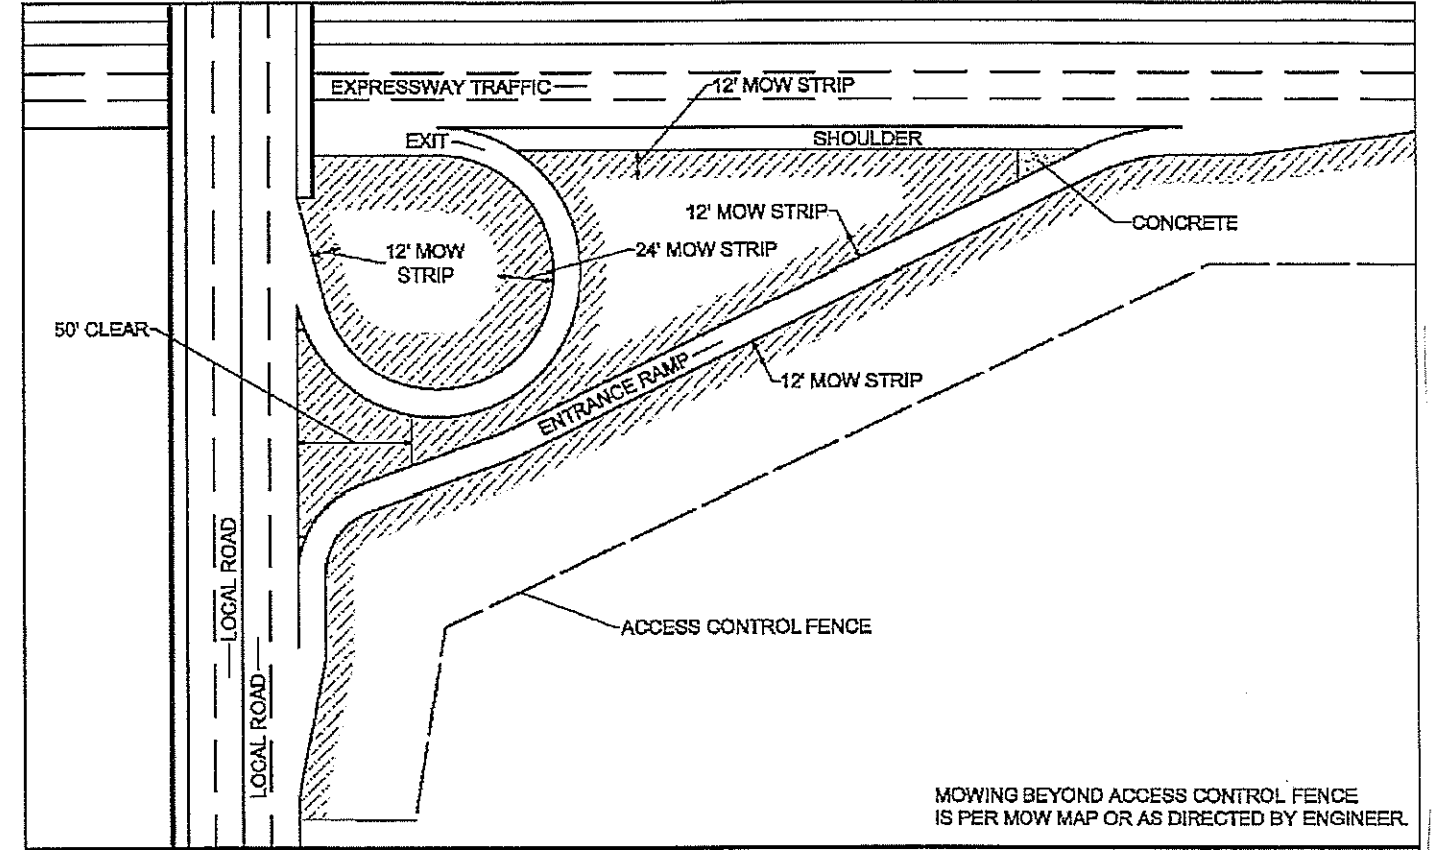 EXPRESSWAY TRAFFIC
12' MOW STRIP
EXIT
SHOULDER
12' MOW STRIP
CONCRETE
12' MOW
STRIP
24' MOW STRIP
50' CLEAR
ENTRANCE RAMP
12' MOW STRIP
LOCAL ROAD
LOCAL ROAD
ACCESS CONTROL FENCE
MOWING BEYOND ACCESS CONTROL FENCE
IS PER MOW MAP OR AS DIRECTED BY ENGINEER.